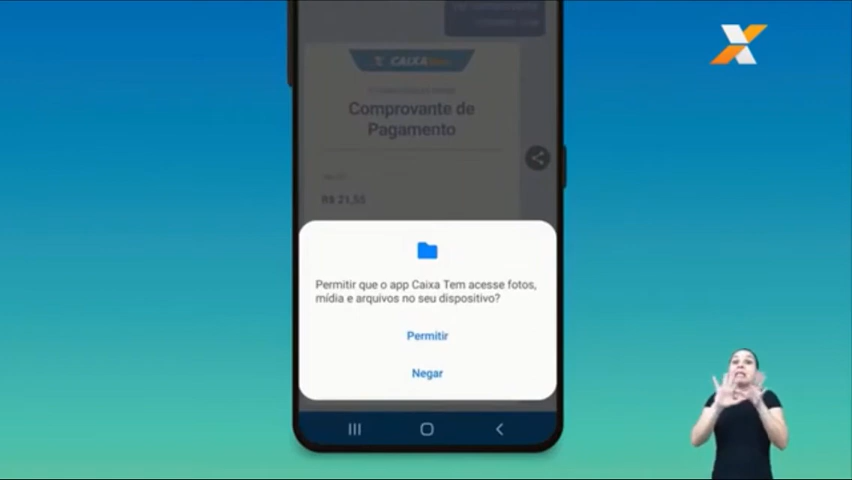 CAIXA
Comprovante de
Pagamento
R$ 21,55
Permitir que o app Caixa Tem acesse fotos,
mídia e arquivos no seu dispositivo?
Permitir
Negar